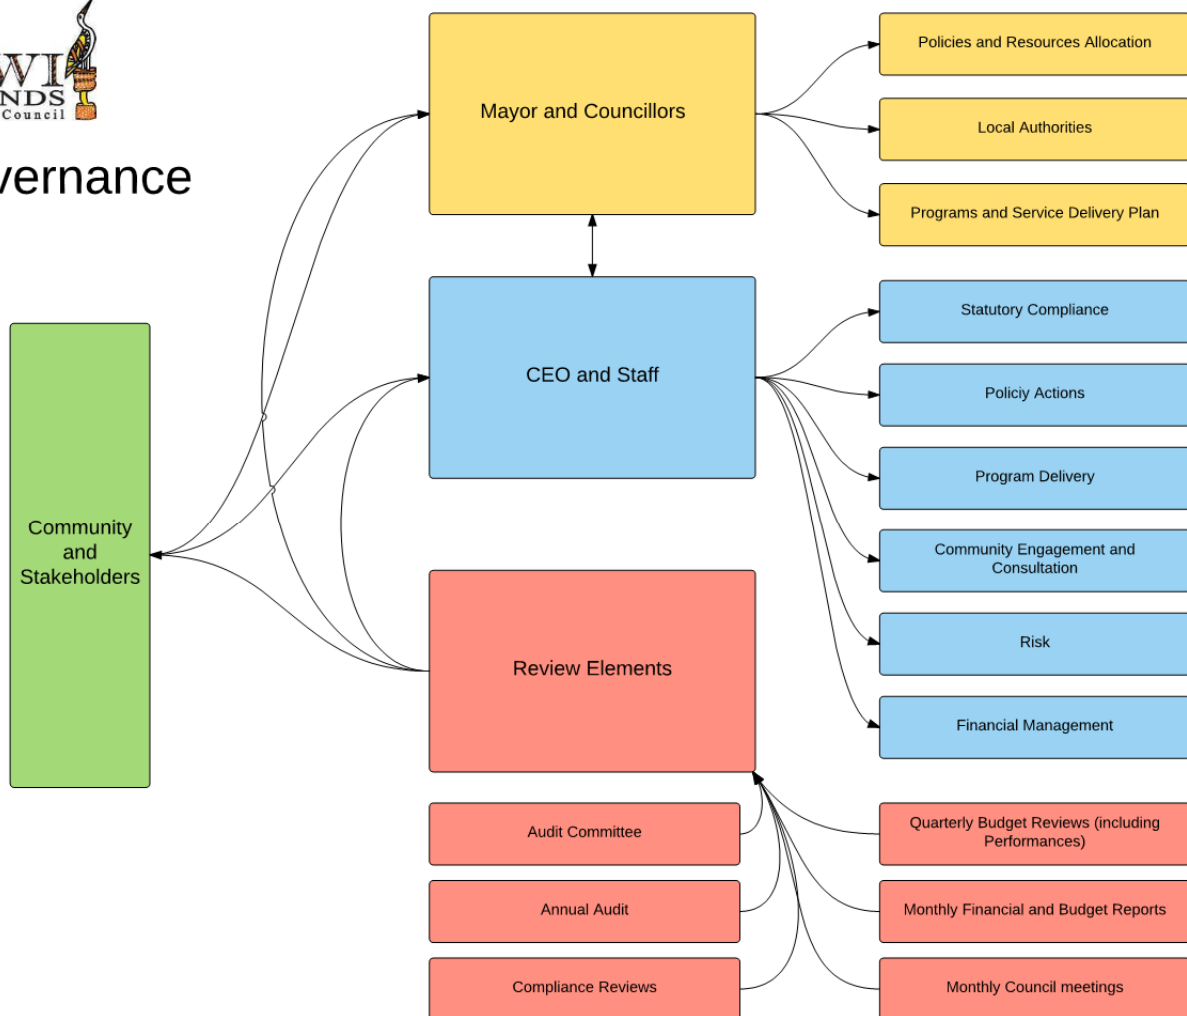 WI
NDS
Council
vernance
Mayor and Councillors
Policies and Resources Allocation
Local Authorities
Programs and Service Delivery Plan
CEO and Staff
Statutory Compliance
Policiy Actions
Program Delivery
Community Engagement and
Consultation
Risk
Financial Management
Community
and
Stakeholders
Review Elements
Audit Committee
Annual Audit
Compliance Reviews
Quarterly Budget Reviews (including
Performances)
Monthly Financial and Budget Reports
Monthly Council meetings